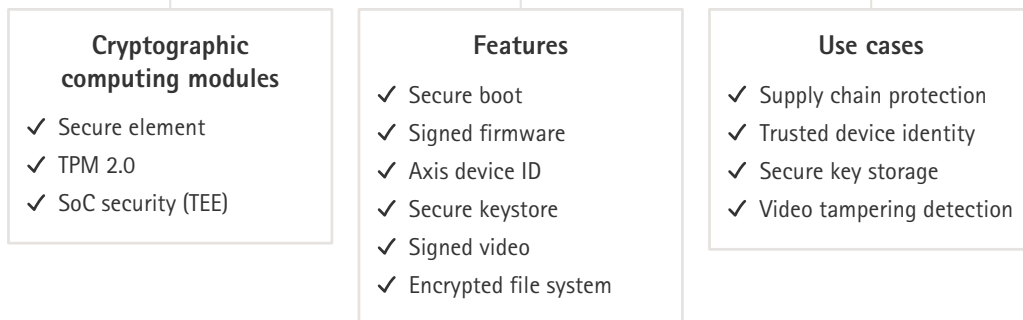 Cryptographic
computing modules
✓ Secure element
✓ TPM 2.0
✓ SoC security (TEE)
Features
✓ Secure boot
✓ Signed firmware
✓ Axis device ID
✓ Secure keystore
✓ Signed video
✓ Encrypted file system
Use cases
✓ Supply chain protection
✓ Trusted device identity
✓ Secure key storage
✓ Video tampering detection